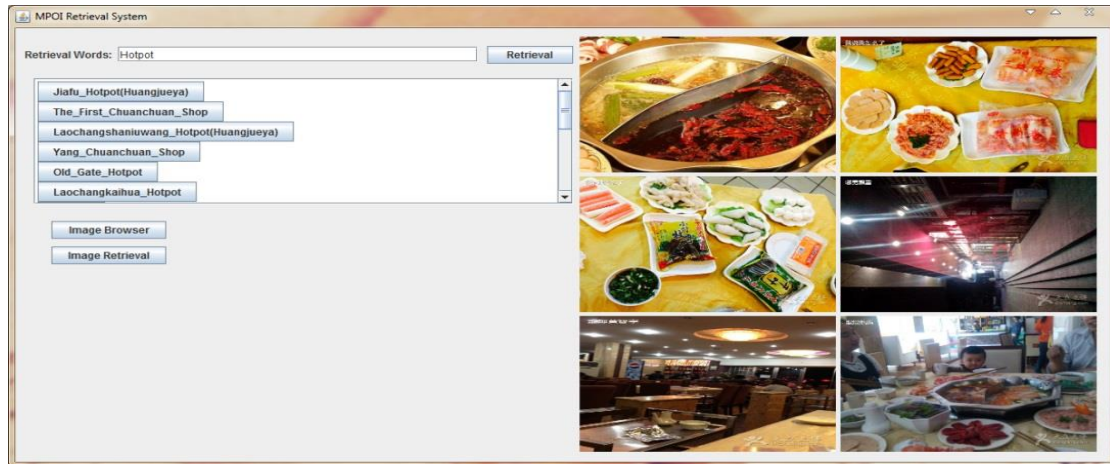 MPOI Retrieval System
Retrieval Words: Hotpot Retrieval
Jiafu_Hotpot(Huangjueya)
The_First_Chuanchuan_Shop
Laochangshaniuwang_Hotpot(Huangjueya)
Yang_Chuanchuan_Shop
Old_Gate_Hotpot
Laochangkaihua_Hotpot
Image Browser
Image Retrieval